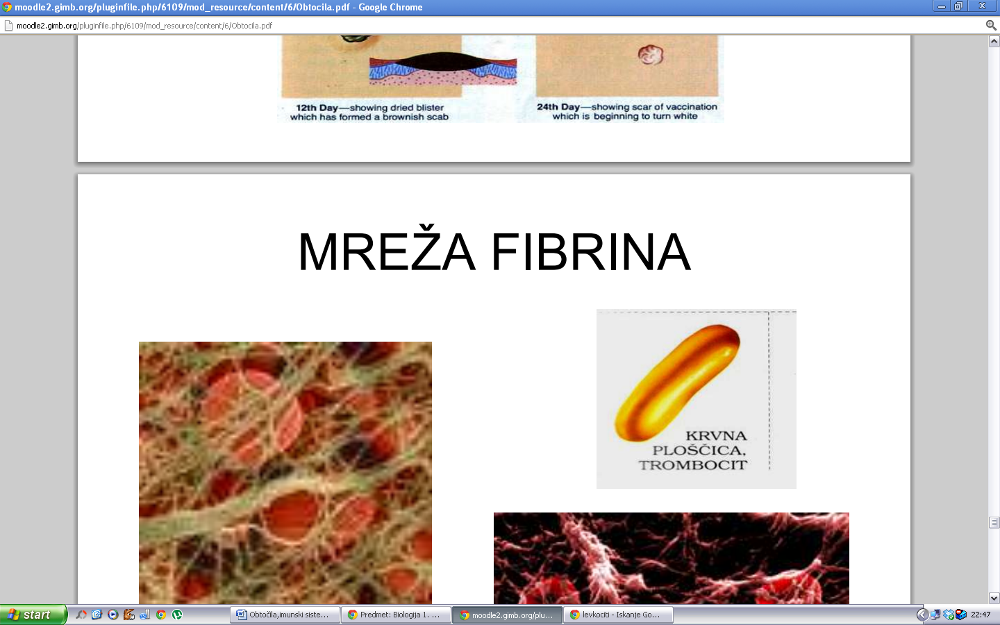 moodle2.gimb.org/pluginfile.php/6109/mod_resource/content/6/Obtocila.pdf - Google Chrome
moodle2.gimb.org/pluginfile.php/6109/mod_resource/content/6/Obtocila.pdf
12th Day—showing dried blister
which has formed a brownish scab
24th Day—showing scar of vaccination
which is beginning to turn white
MREŽA FIBRINA
KRVNA
PLOŠČICA,
TROMBOCIT
start
Obtočila,imunski siste...
Predmet: Biologija 1. ...
moodle2.gimb.org/plu...
levkociti - Iskanje Go...
22:47